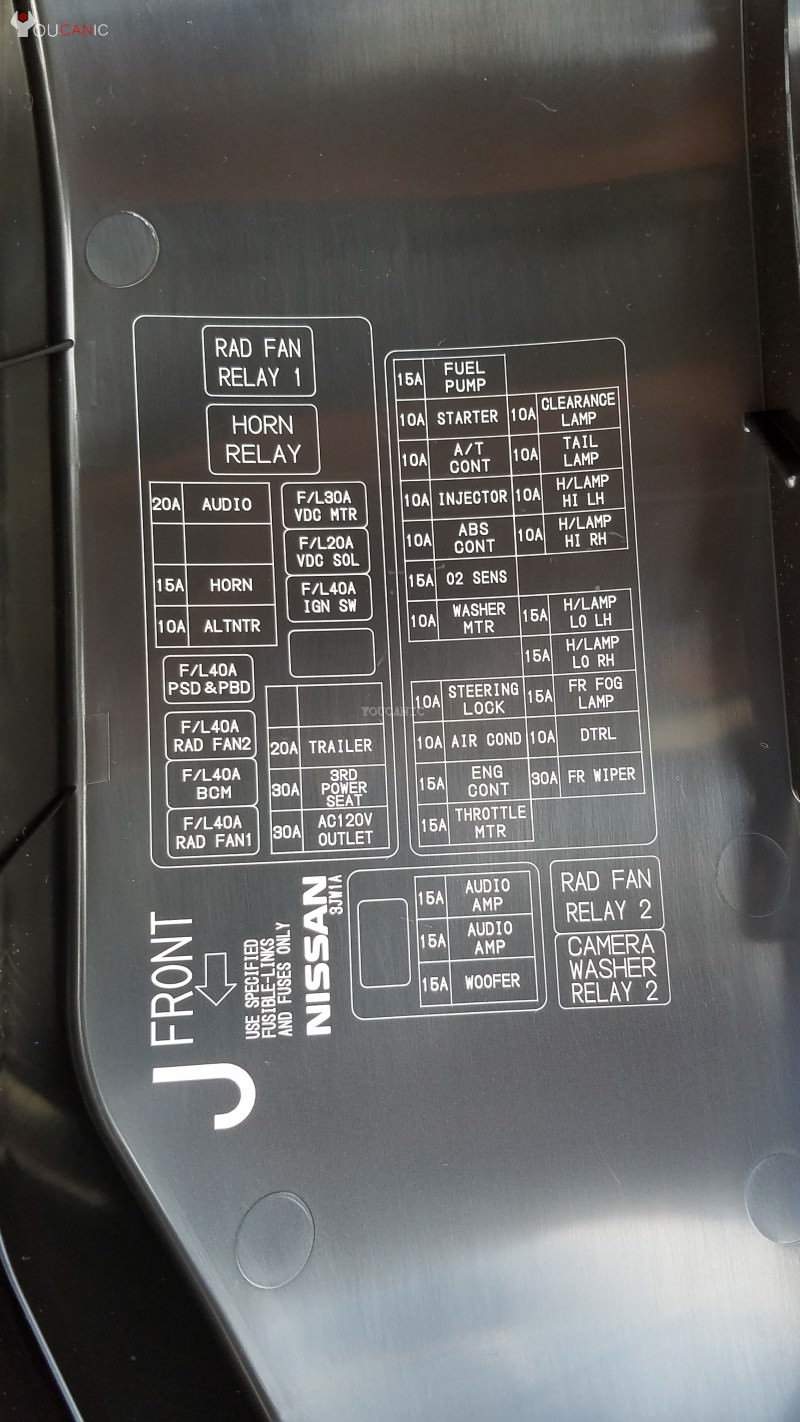 YOUCANIC
RAD FAN
RELAY 1
HORN
RELAY
20A AUDIO
15A HORN
10A ALTNTR
F/L30A
VDC MTR
F/L20A
VDC SOL
F/L40A
IGN SW
F/L40A
PSD&PBD
F/L40A
RAD FAN2
F/L40A
BCM
F/L40A
RAD FAN1
20A TRAILER
30A 3RD
POWER
SEAT
30A AC120V
OUTLET
15A FUEL
PUMP
10A STARTER
10A A/T
CONT
10A INJECTOR
10A ABS
CONT
15A O2 SENS
10A WASHER
MTR
10A STEERING
LOCK
10A AIR COND
15A ENG
CONT
15A THROTTLE
MTR
10A CLEARANCE
LAMP
10A TAIL
LAMP
10A H/LAMP
HI LH
10A H/LAMP
HI RH
15A H/LAMP
LO LH
15A H/LAMP
LO RH
15A FR FOG
LAMP
10A DTRL
30A FR WIPER
YOUCANIC
J FRONT
USE SPECIFIED
FUSIBLE-LINKS
AND FUSES ONLY
NISSAN
3JW1A
15A AUDIO
AMP
15A AUDIO
AMP
15A WOOFER
RAD FAN
RELAY 2
CAMERA
WASHER
RELAY 2